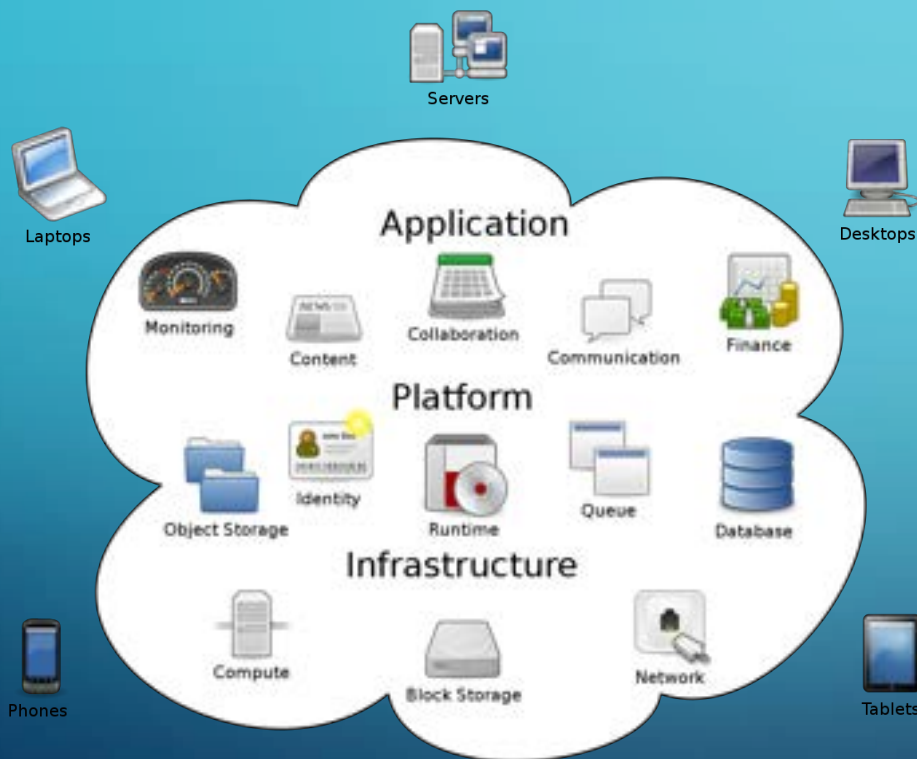 Servers
Laptops
Desktops
Application
Monitoring
Content
Collaboration
Communication
Finance
Platform
Object Storage
Identity
Runtime
Queue
Database
Infrastructure
Compute
Block Storage
Network
Phones
Tablets
NEWS